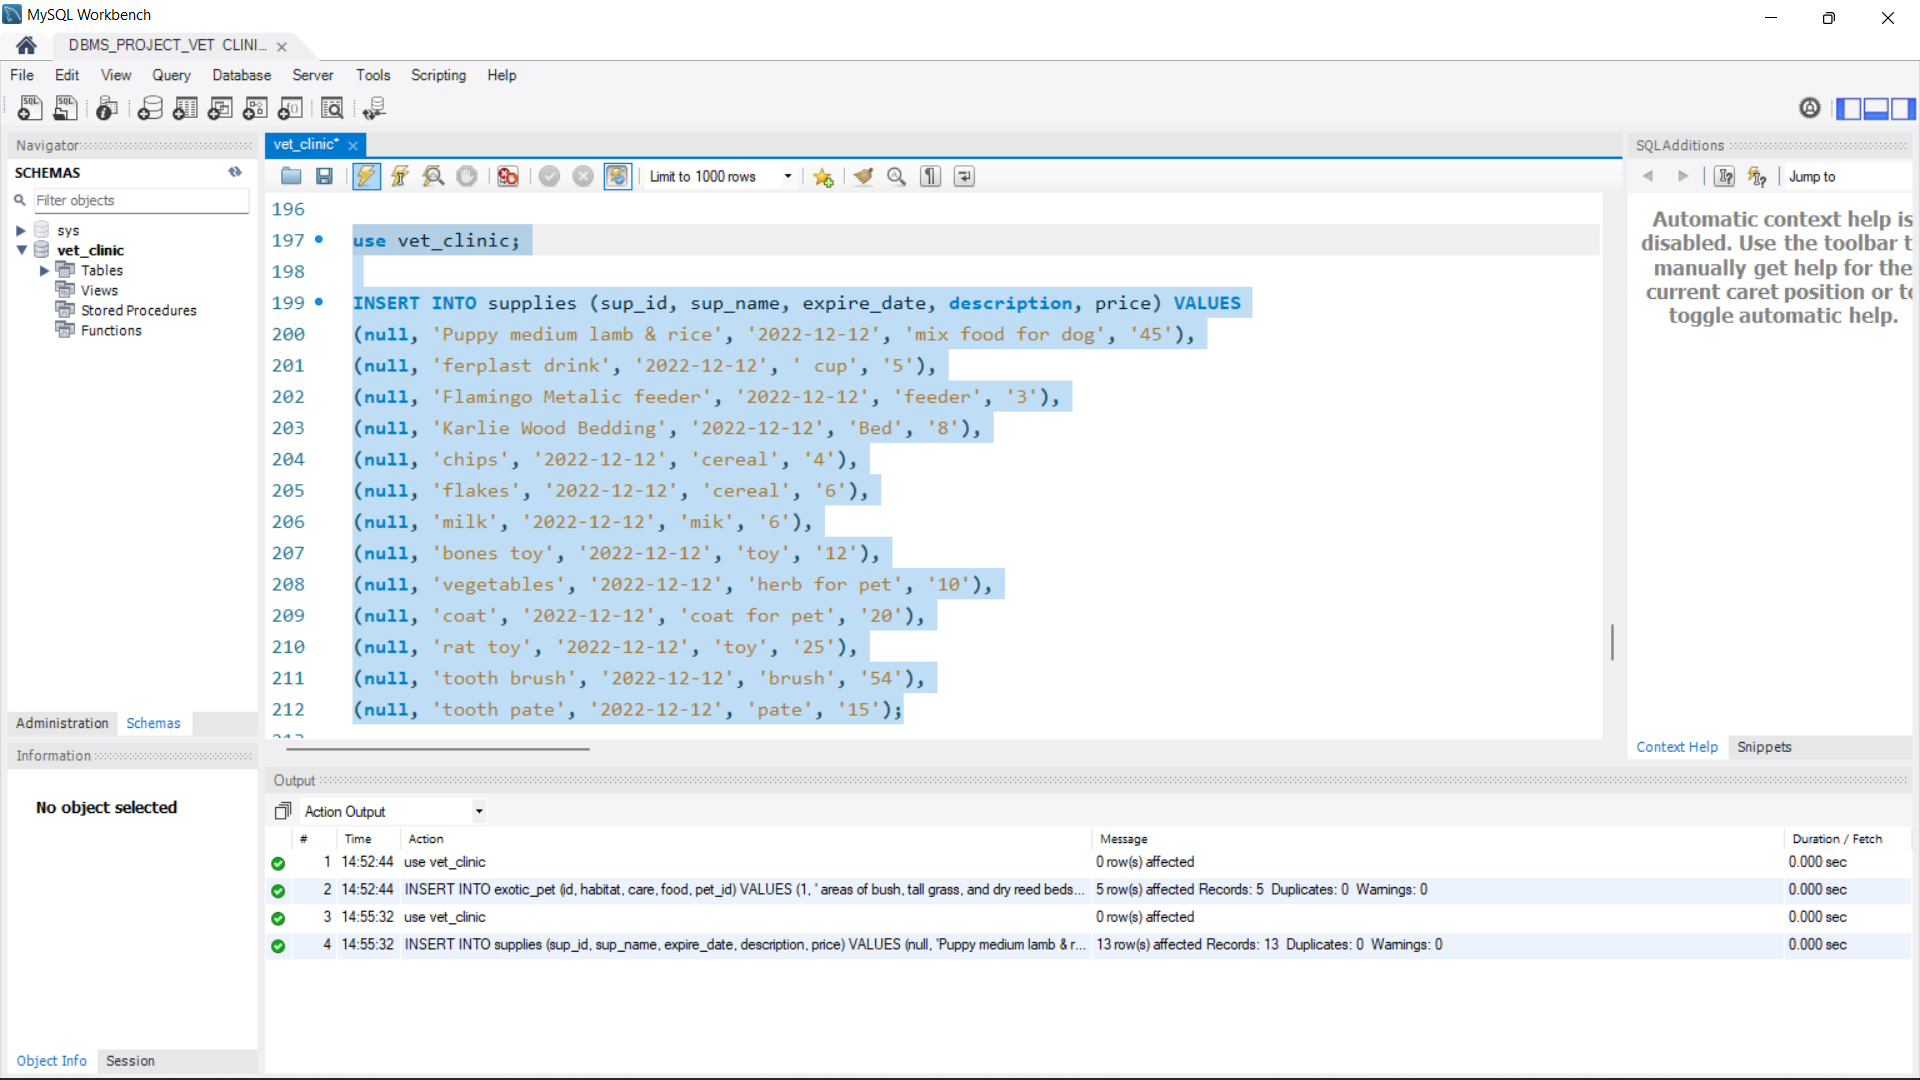 MySQL Workbench
DBMS_PROJECT_VET CLINI...
File Edit View Query Database Server Tools Scripting Help
Navigator
SCHEMAS
Filter objects
sys
vet_clinic
Tables
Views
Stored Procedures
Functions
Administration Schemas
Information
No object selected
Object Info Session
vet_clinic*
Limit to 1000 rows
196
197 use vet_clinic;
198
199 INSERT INTO supplies (sup_id, sup_name, expire_date, description, price) VALUES
200 (null, 'Puppy medium lamb & rice', '2022-12-12', 'mix food for dog', '45'),
201 (null, 'ferplast drink', '2022-12-12', ' cup', '5'),
202 (null, 'Flamingo Metalic feeder', '2022-12-12', 'feeder', '3'),
203 (null, 'Karlie Wood Bedding', '2022-12-12', 'Bed', '8'),
204 (null, 'chips', '2022-12-12', 'cereal', '4'),
205 (null, 'flakes', '2022-12-12', 'cereal', '6'),
206 (null, 'milk', '2022-12-12', 'mik', '6'),
207 (null, 'bones toy', '2022-12-12', 'toy', '12'),
208 (null, 'vegetables', '2022-12-12', 'herb for pet', '10'),
209 (null, 'coat', '2022-12-12', 'coat for pet', '20'),
210 (null, 'rat toy', '2022-12-12', 'toy', '25'),
211 (null, 'tooth brush', '2022-12-12', 'brush', '54'),
212 (null, 'tooth pate', '2022-12-12', 'pate', '15');
SQLAdditions
Jump to
Automatic context help is
disabled. Use the toolbar t
manually get help for the
current caret position or to
toggle automatic help.
Context Help Snippets
Output
Action Output
# Time Action Message Duration / Fetch
1 14:52:44 use vet_clinic 0 row(s) affected 0.000 sec
2 14:52:44 INSERT INTO exotic_pet (id, habitat, care, food, pet_id) VALUES (1, ' areas of bush, tall grass, and dry reed beds... 5 row(s) affected Records: 5 Duplicates: 0 Warnings: 0 0.000 sec
3 14:55:32 use vet_clinic 0 row(s) affected 0.000 sec
4 14:55:32 INSERT INTO supplies (sup_id, sup_name, expire_date, description, price) VALUES (null, 'Puppy medium lamb & r... 13 row(s) affected Records: 13 Duplicates: 0 Warnings: 0 0.000 sec